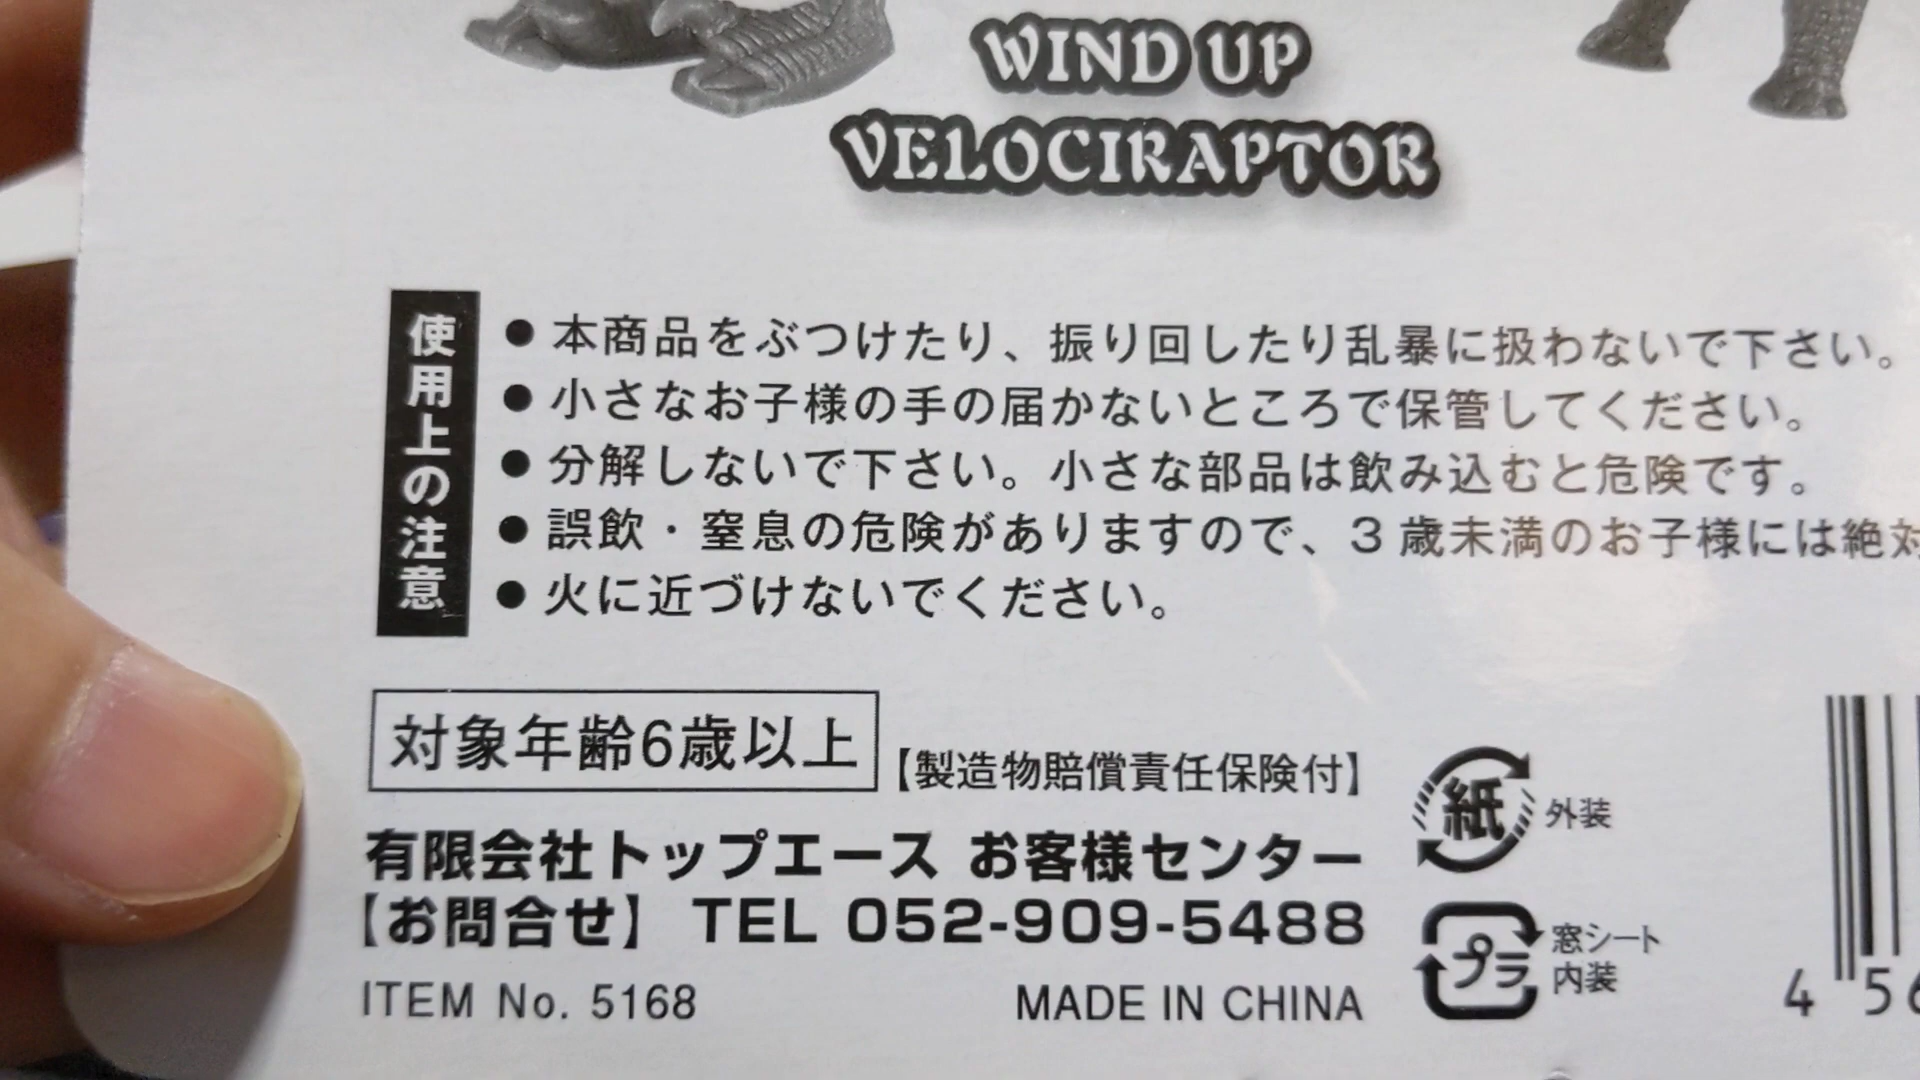 WIND UP
VELOCIRAPTOR
使用上の注意
● 本商品をぶつけたり、振り回したり乱暴に扱わないで下さい。
● 小さなお子様の手の届かないところで保管してください。
● 分解しないで下さい。小さな部品は飲み込むと危険です。
● 誤飲・窒息の危険がありますので、3歳未満のお子様には絶対
● 火に近づけないでください。
対象年齢6歳以上
【製造物賠償責任保険付】
有限会社トップエース お客様センター
【お問合せ】 TEL 052-909-5488
ITEM No. 5168
MADE IN CHINA
紙 外装
プラ 窓シート
内装
4 56